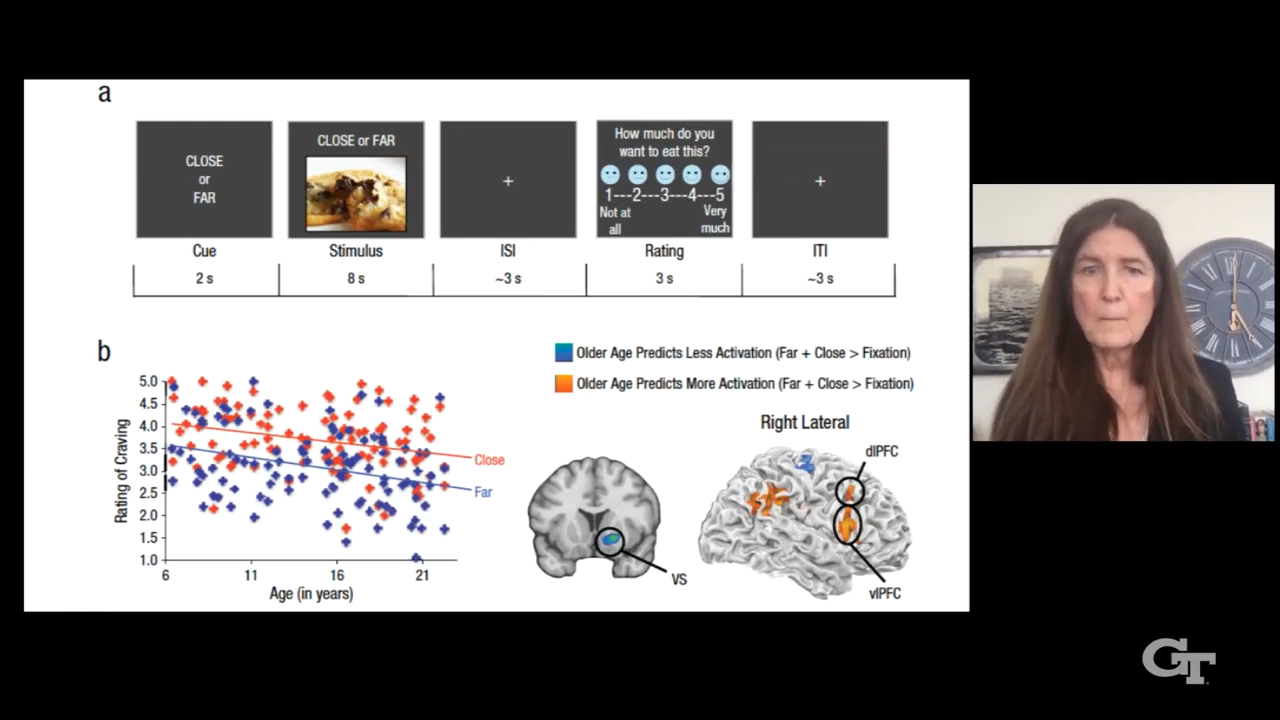 a
CLOSE
or
FAR
CLOSE or FAR
+
How much do you
want to eat this?
1---2---3---4---5
Not at
all
Very
much
+
Cue
Stimulus
ISI
Rating
ITI
2 s
8 s
~3 s
3 s
~3 s
b
Older Age Predicts Less Activation (Far + Close > Fixation)
Older Age Predicts More Activation (Far + Close > Fixation)
Rating of Craving
5.0
4.5
4.0
3.5
3.0
2.5
2.0
1.5
1.0
Close
Far
6
11
16
21
Age (in years)
Right Lateral
dlPFC
VS
vlPFC
GT